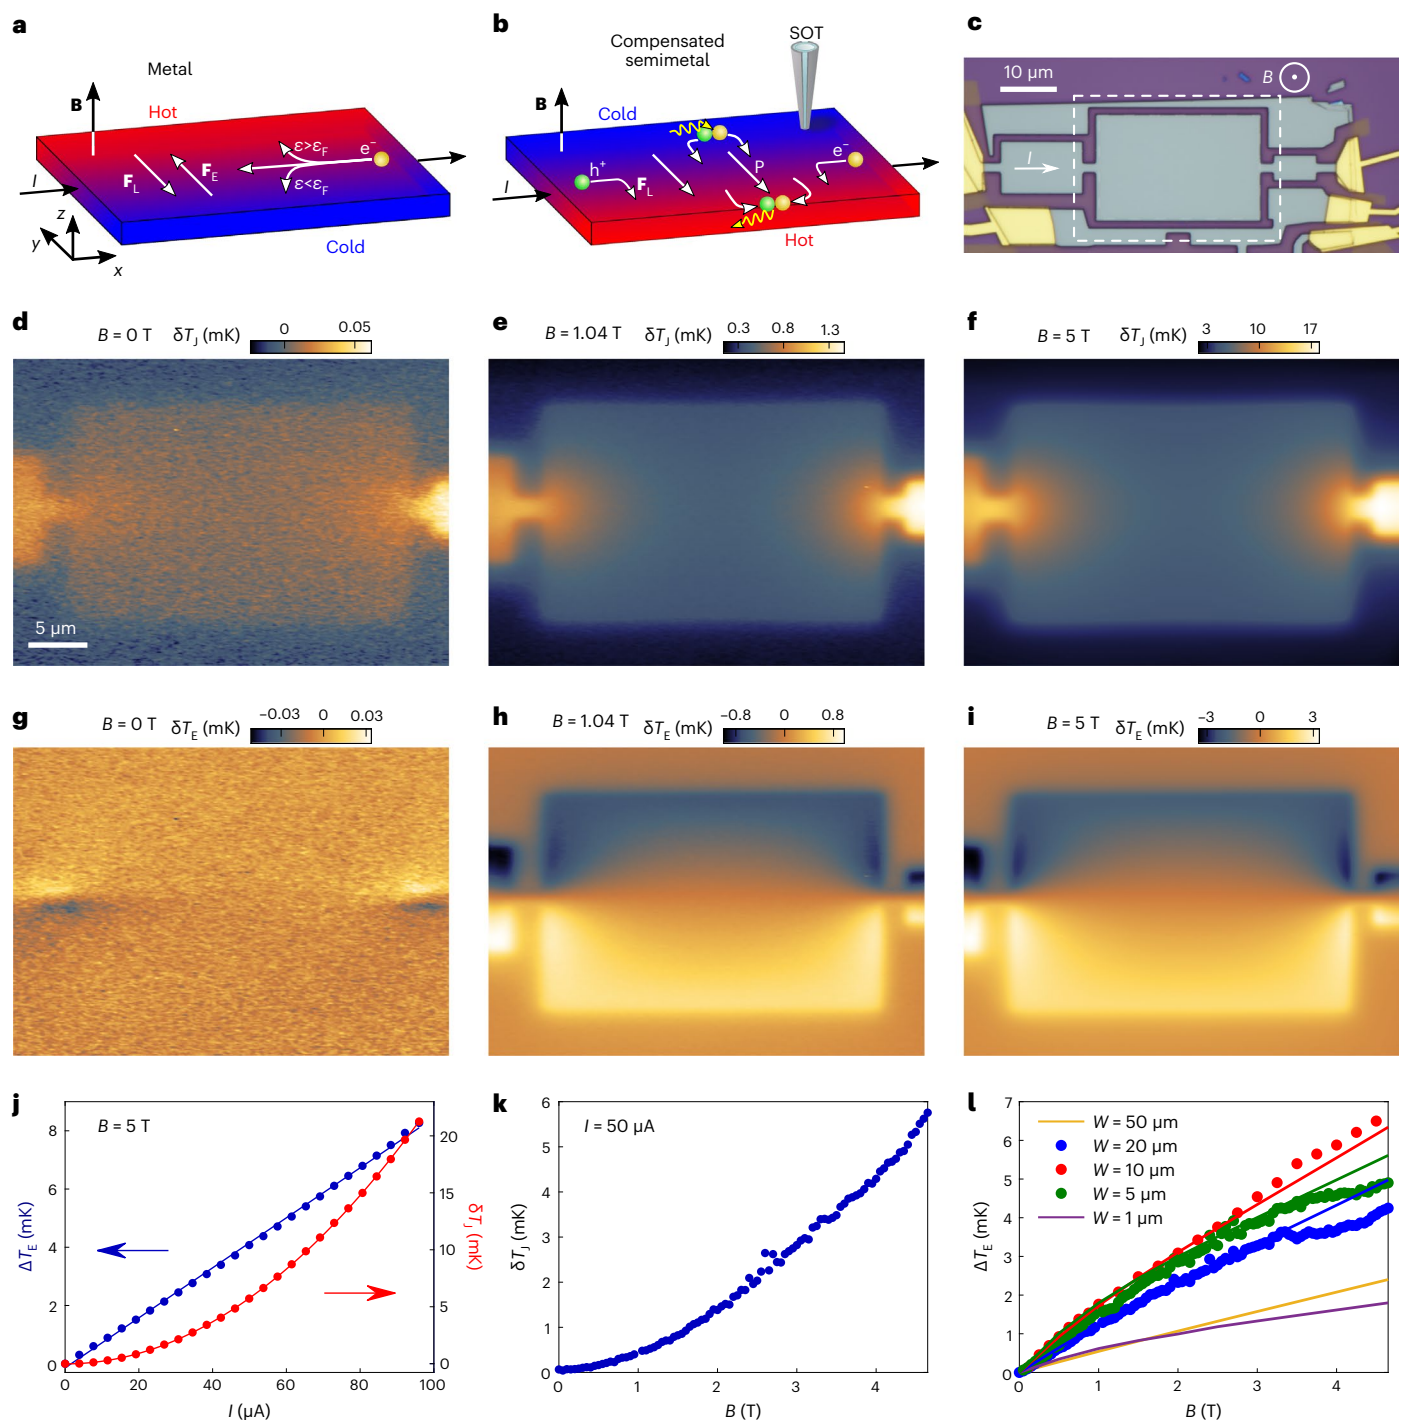 a
Metal
B
Hot
F_L
F_E
ε>ε_F
ε<ε_F
e⁻
I
z
y
x
Cold
b
Compensated
semimetal
SOT
B
Cold
h⁺
F_L
P
e⁻
I
Hot
c
10 µm
B
I
d
B = 0 T δT_J (mK)
0 0.05
5 µm
e
B = 1.04 T δT_J (mK)
0.3 0.8 1.3
f
B = 5 T δT_J (mK)
3 10 17
g
B = 0 T δT_E (mK)
−0.03 0 0.03
h
B = 1.04 T δT_E (mK)
−0.8 0 0.8
i
B = 5 T δT_E (mK)
−3 0 3
j
B = 5 T
ΔT_E (mK)
8
6
4
2
0
δT_J (mK)
20
15
10
5
0
0 20 40 60 80 100
I (µA)
k
I = 50 µA
δT_J (mK)
6
5
4
3
2
1
0
0 1 2 3 4
B (T)
l
W = 50 µm
W = 20 µm
W = 10 µm
W = 5 µm
W = 1 µm
ΔT_E (mK)
7
6
5
4
3
2
1
0
0 1 2 3 4
B (T)